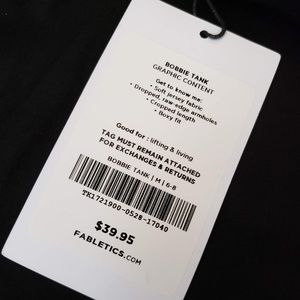 BOBBIE TANK
GRAPHIC CONTENT
Get to know me:
• Soft jersey fabric
• Dropped, raw-edge armholes
• Cropped length
• Boxy fit
Good for : lifting & living
TAG MUST REMAIN ATTACHED
FOR EXCHANGES & RETURNS
BOBBIE TANK | M | 6-8
TK1721900-0528-17040
$39.95
FABLETICS.COM